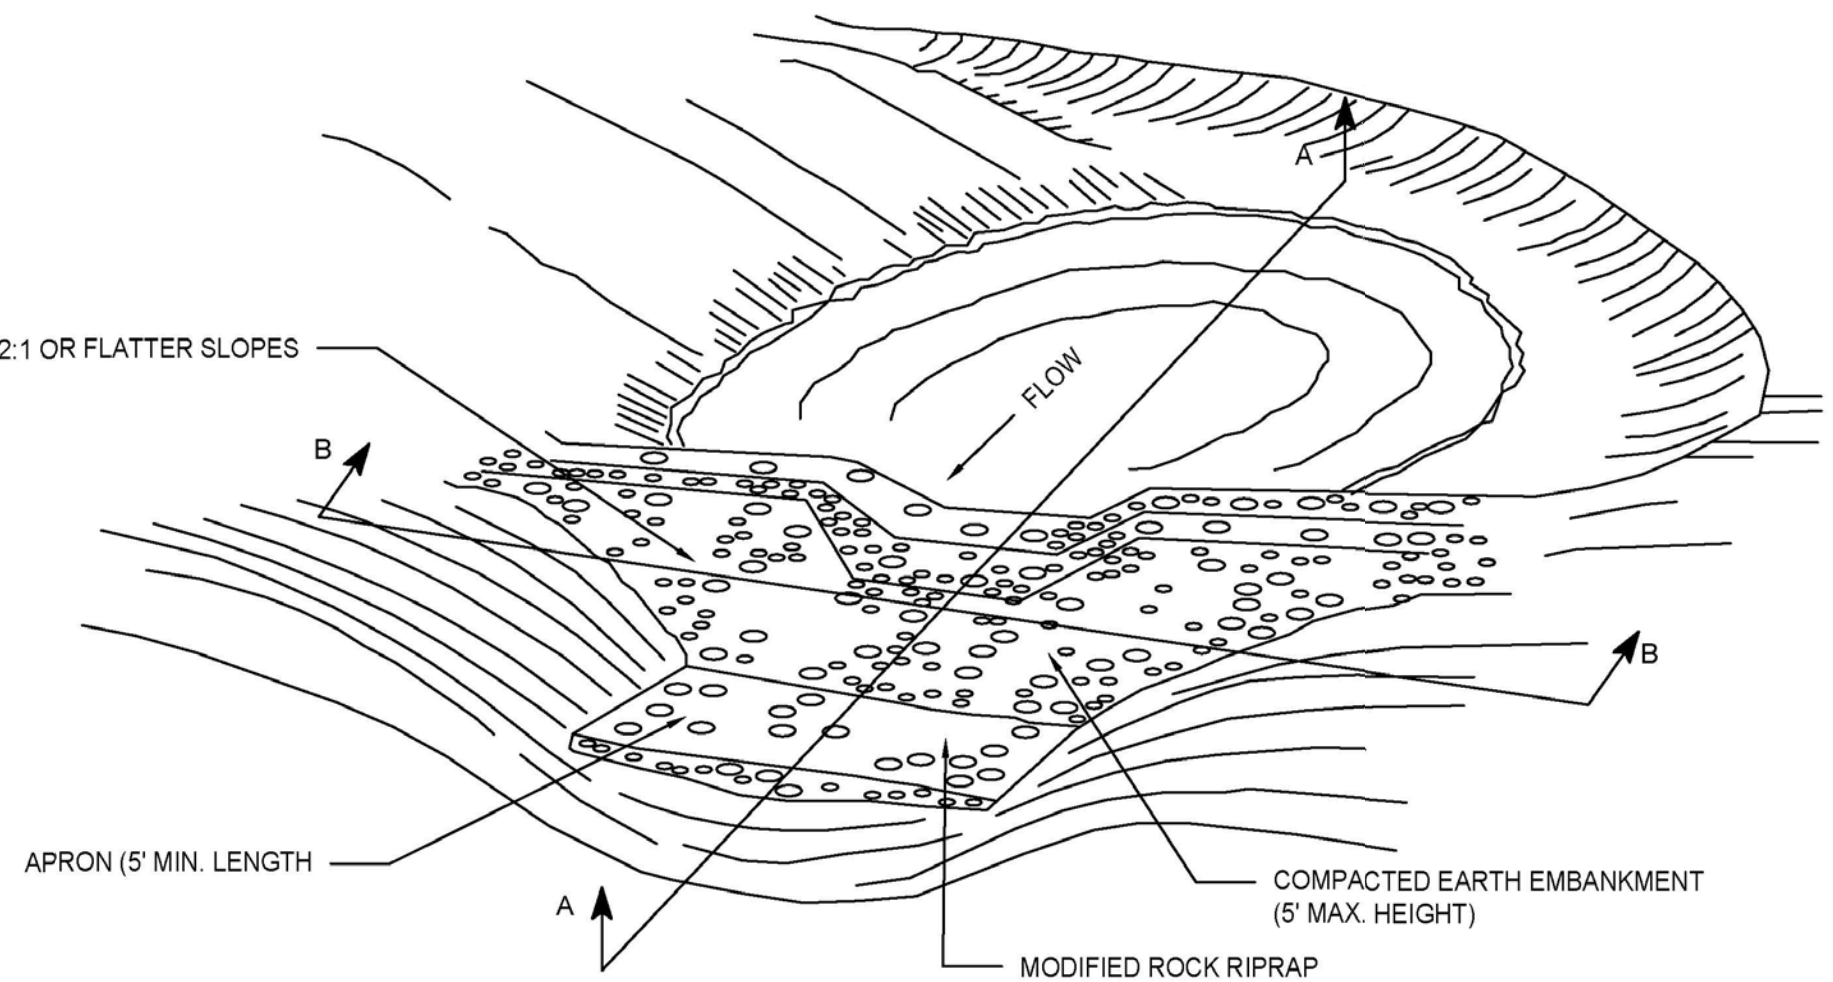 A
FLOW
2:1 OR FLATTER SLOPES
B
B
APRON (5' MIN. LENGTH
A
COMPACTED EARTH EMBANKMENT
(5' MAX. HEIGHT)
MODIFIED ROCK RIPRAP